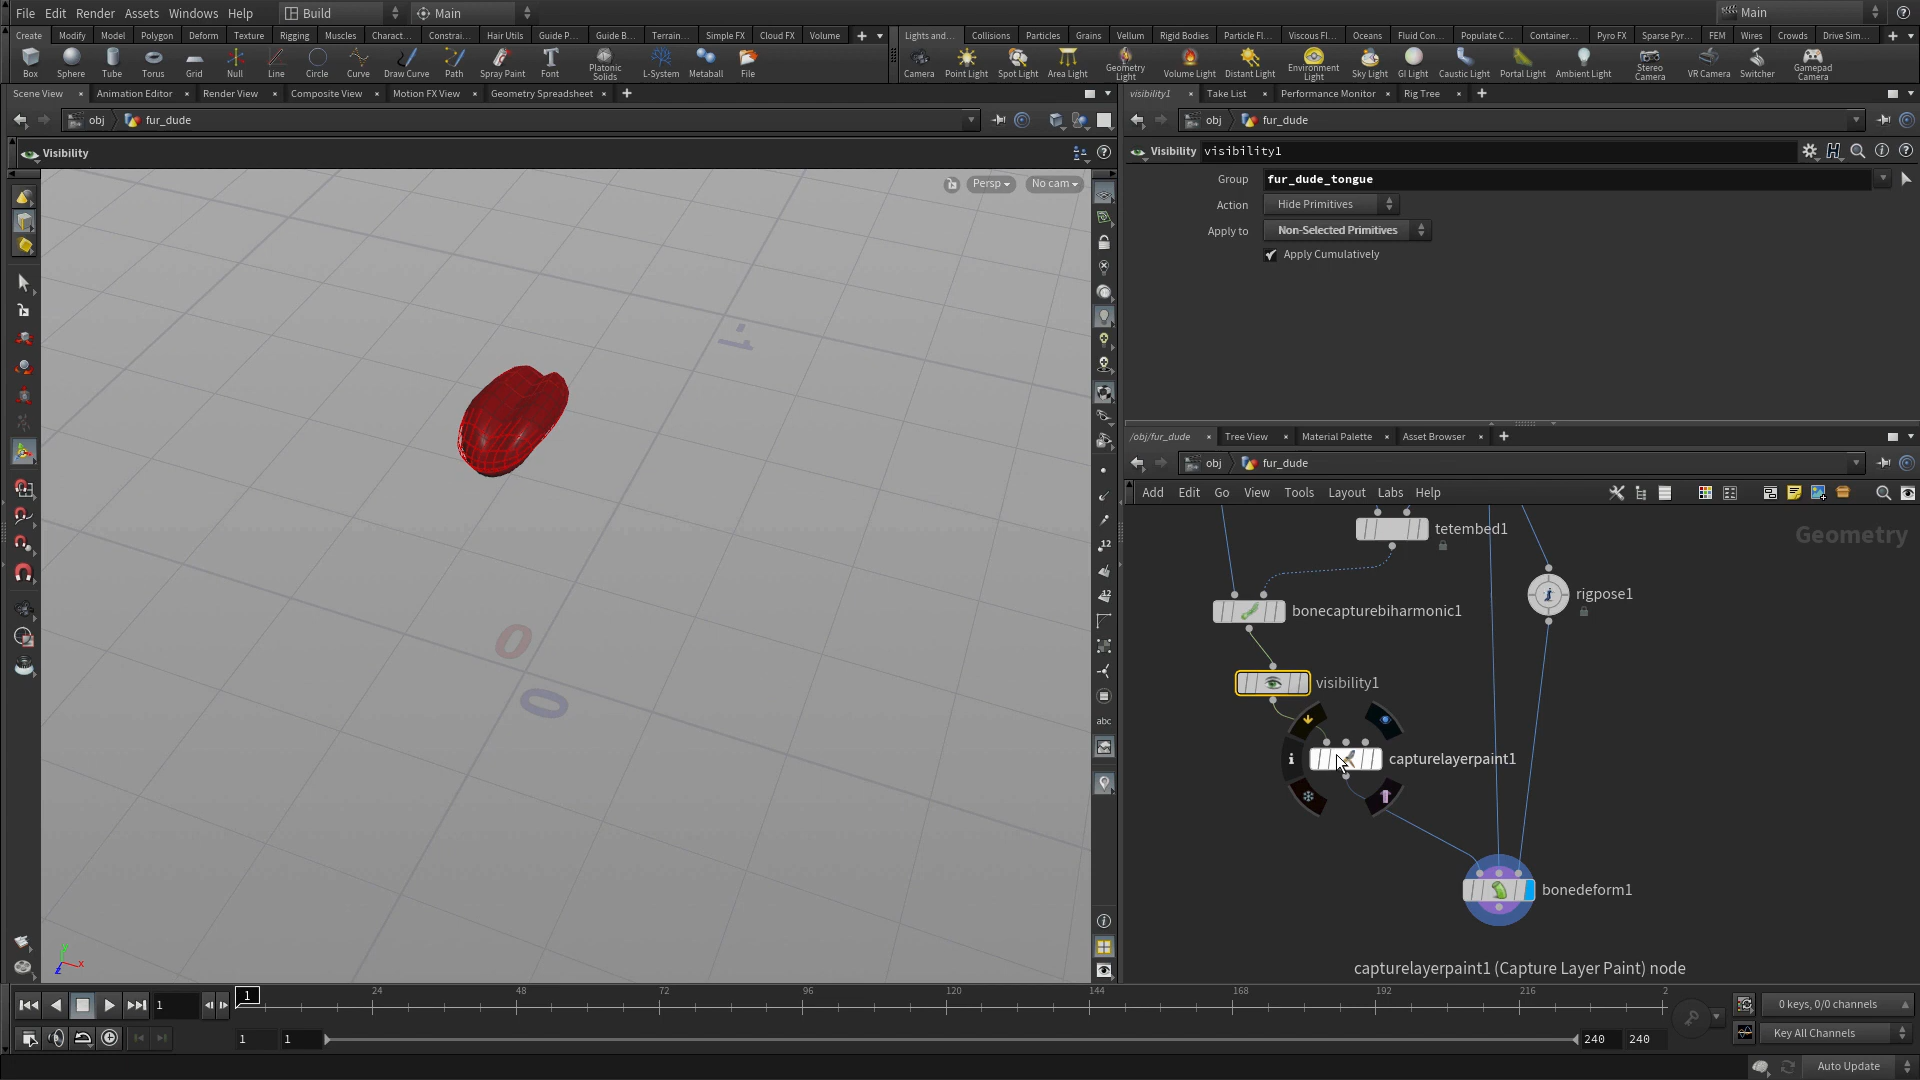 File Edit Render Assets Windows Help Build Main Main
Create Modify Model Polygon Deform Texture Rigging Muscles Charact... Constrai... Hair Utils Guide P... Guide B... Terrain... Simple FX Cloud FX Volume
Lights and... Collisions Particles Grains Vellum Rigid Bodies Particle Fl... Viscous Fl... Oceans Fluid Con... Populate C... Container... Pyro FX Sparse Pyr... FEM Wires Crowds Drive Sim...
Box Sphere Tube Torus Grid Null Line Circle Curve Draw Curve Path Spray Paint Font Platonic Solids L-System Metaball File
Camera Point Light Spot Light Area Light Geometry Light Volume Light Distant Light Environment Light Sky Light GI Light Caustic Light Portal Light Ambient Light Stereo Camera VR Camera Switcher Gamepad Camera
Scene View Animation Editor Render View Composite View Motion FX View Geometry Spreadsheet
visibility1 Take List Performance Monitor Rig Tree
obj fur_dude
obj fur_dude
Visibility
Visibility visibility1
Persp No cam
Group fur_dude_tongue
Action Hide Primitives
Apply to Non-Selected Primitives
Apply Cumulatively
/obj/fur_dude Tree View Material Palette Asset Browser
obj fur_dude
Add Edit Go View Tools Layout Labs Help
Geometry
tetembed1
rigpose1
bonecapturebiharmonic1
visibility1
capturelayerpaint1
bonedeform1
capturelayerpaint1 (Capture Layer Paint) node
-1
0
0
12
12
abc
y
x
z
1 1 24 48 72 96 120 144 168 192 216 2
0 keys, 0/0 channels
1 1 240 240
Key All Channels
Auto Update